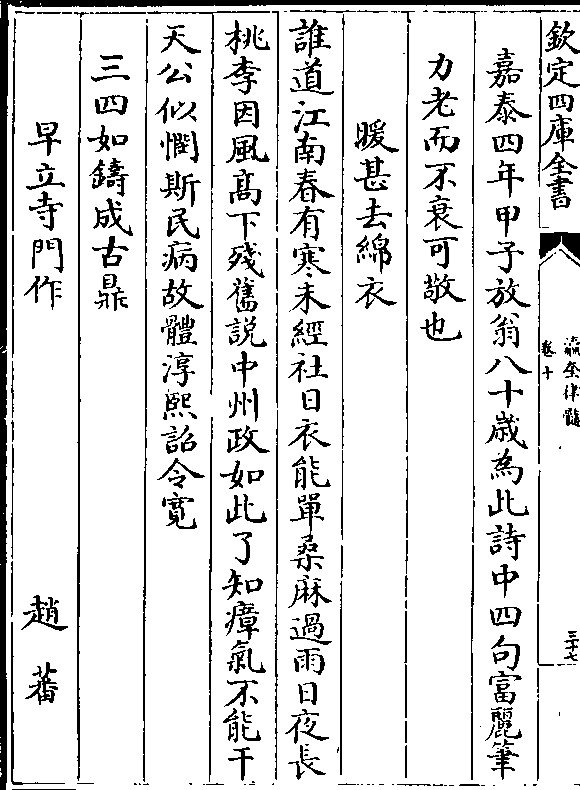 欽定四庫全書
瀛奎律髓
卷十
三十七
嘉泰四年甲子放翁八十歲為此詩中四句富麗筆
力老而不衰可敬也
暖甚去綿衣
誰道江南春有寒未經社日衣能單桑麻過雨日夜長
桃李因風髙下殘舊説中州政如此了知瘴氣不能干
天公似憫斯民病故體淳熙詔令寛
三四如鑄成古鼎
早立寺門作
趙蕃